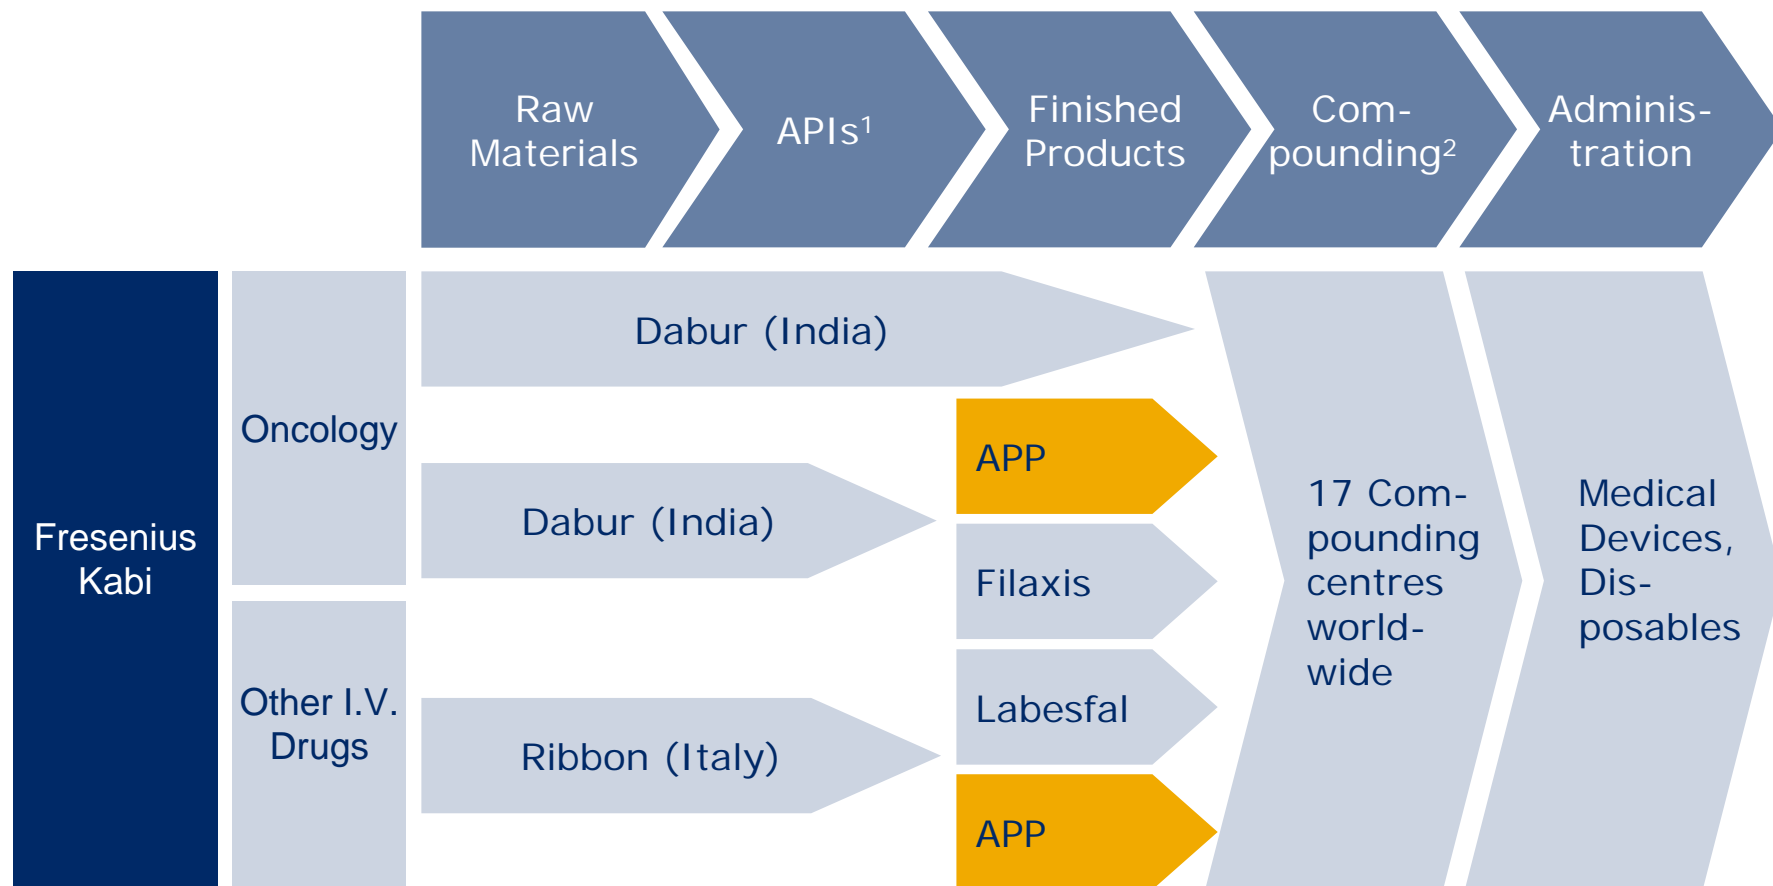 Raw
Materials
APIs¹
Finished
Products
Com-
pounding²
Adminis-
tration
Fresenius
Kabi
Oncology
Other I.V.
Drugs
Dabur (India)
Dabur (India)
Ribbon (Italy)
APP
Filaxis
Labesfal
APP
17 Com-
pounding
centres
world-
wide
Medical
Devices,
Dis-
posables